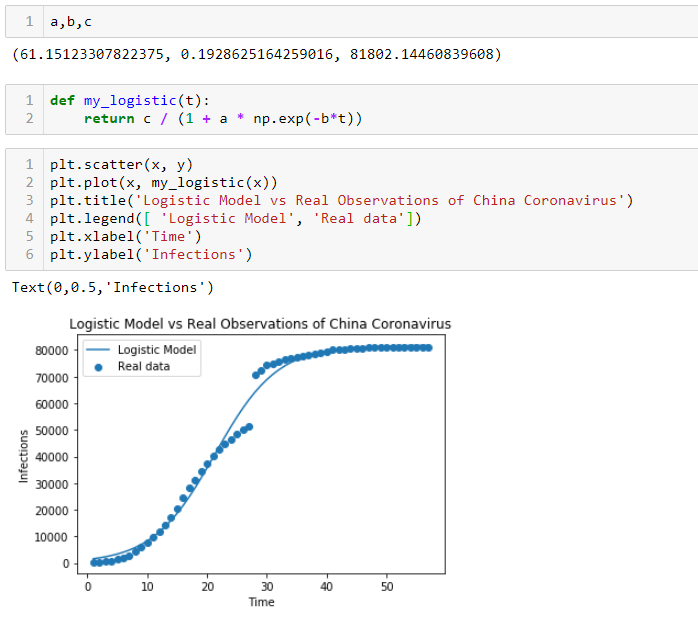 1 a,b,c
(61.15123307822375, 0.1928625164259016, 81802.14460839608)
1 def my_logistic(t):
2     return c / (1 + a * np.exp(-b*t))
1 plt.scatter(x, y)
2 plt.plot(x, my_logistic(x))
3 plt.title('Logistic Model vs Real Observations of China Coronavirus')
4 plt.legend([ 'Logistic Model', 'Real data'])
5 plt.xlabel('Time')
6 plt.ylabel('Infections')
Text(0,0.5,'Infections')
Logistic Model vs Real Observations of China Coronavirus
Logistic Model
Real data
80000
70000
60000
50000
40000
30000
20000
10000
0
Infections
0 10 20 30 40 50
Time